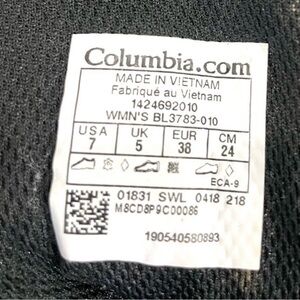 Columbia.com
MADE IN VIETNAM
Fabriqué au Vietnam
1424692010
WMN'S BL3783-010
USA UK EUR CM
7 5 38 24
ECA-9
01831 SWL 0418 218
M8CD8P9C00086
190540580893